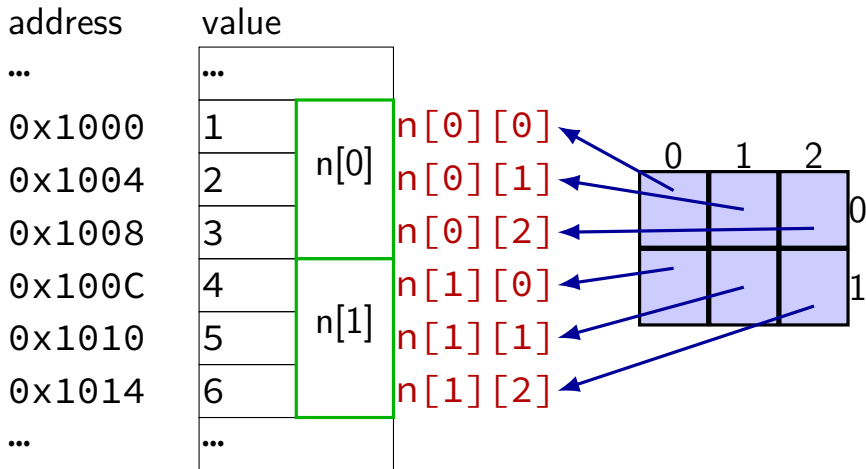 address value
… …
0x1000 1 n[0][0]
n[0]
0 1 2
0x1004 2 n[0][1]
0
0x1008 3 n[0][2]
0x100C 4 n[1][0]
1
n[1]
0x1010 5 n[1][1]
0x1014 6 n[1][2]
… …